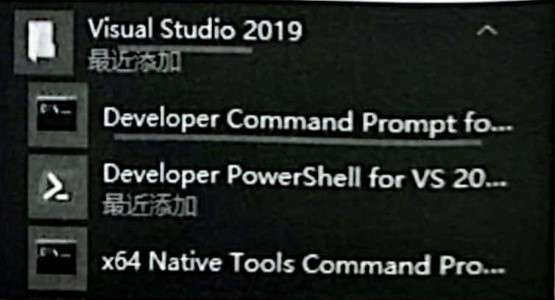 Visual Studio 2019
最近添加
Developer Command Prompt fo...
Developer PowerShell for VS 20...
最近添加
x64 Native Tools Command Pro...